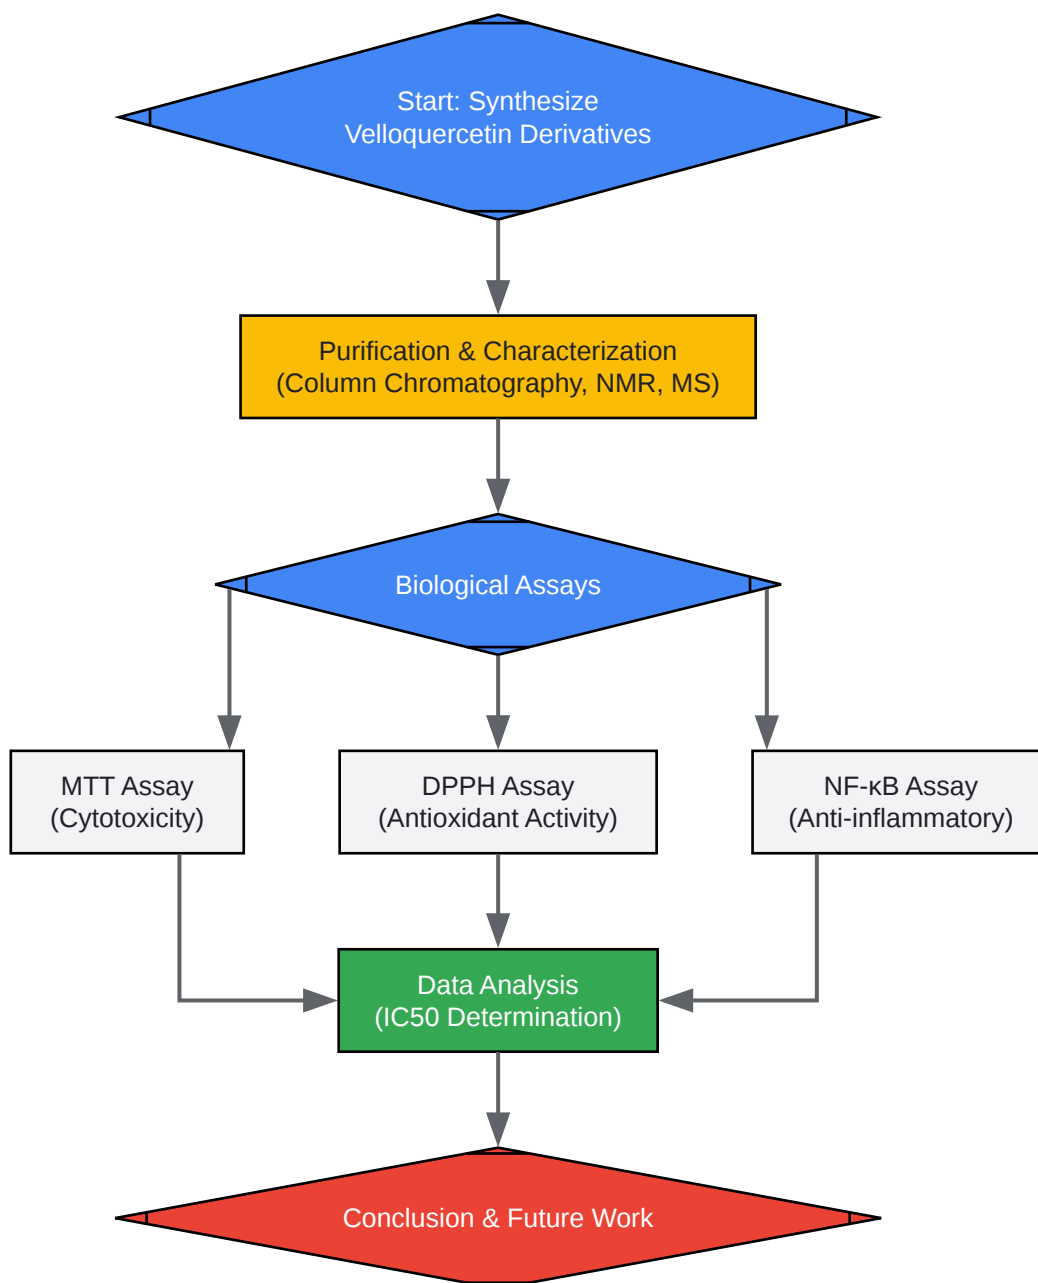 Start: Synthesize
Velloquercetin Derivatives
Purification & Characterization
(Column Chromatography, NMR, MS)
Biological Assays
MTT Assay
(Cytotoxicity)
DPPH Assay
(Antioxidant Activity)
NF-κB Assay
(Anti-inflammatory)
Data Analysis
(IC50 Determination)
Conclusion & Future Work